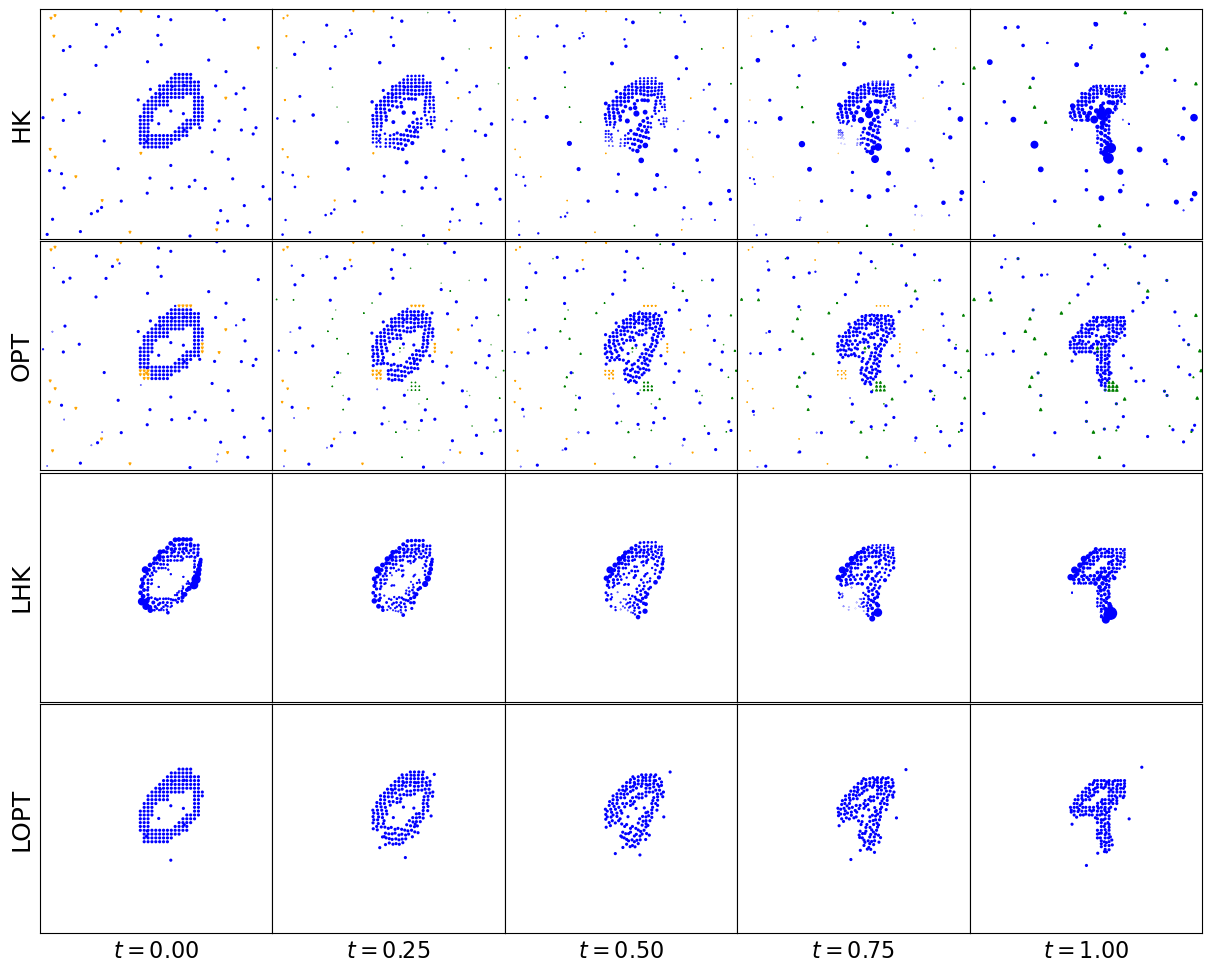 HK
OPT
LHK
LOPT
t = 0.00 t = 0.25 t = 0.50 t = 0.75 t = 1.00